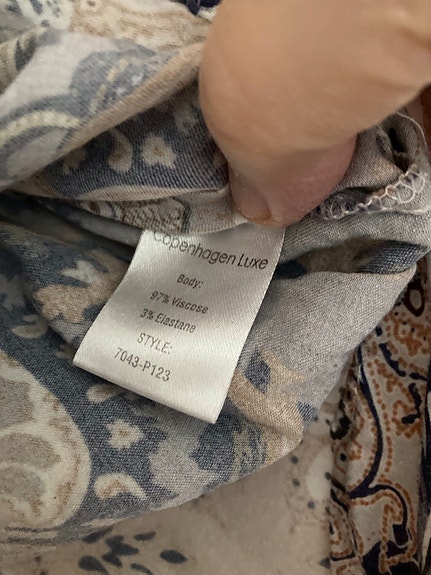 Copenhagen Luxe
Body:
97% Viscose
3% Elastane
STYLE:
7043-P123